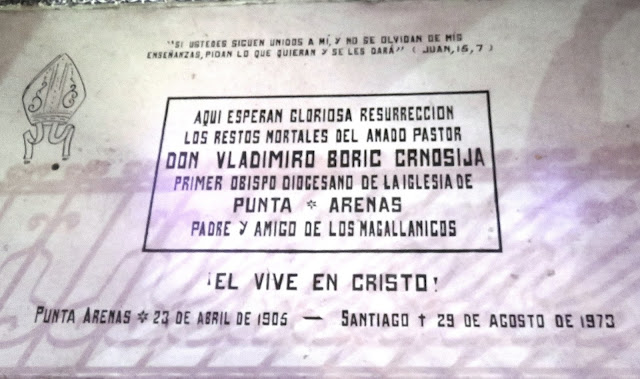 "SI USTEDES SIGUEN UNIDOS A MÍ, Y NO SE OLVIDAN DE MIS
ENSEÑANZAS, PIDAN LO QUE QUIERAN Y SE LES DARÁ" ( JUAN, 15, 7 )
AQUI ESPERAN GLORIOSA RESURRECCION
LOS RESTOS MORTALES DEL AMADO PASTOR
DON VLADIMIRO BORIC CRNOSIJA
PRIMER OBISPO DIOCESANO DE LA IGLESIA DE
PUNTA * ARENAS
PADRE Y AMIGO DE LOS MAGALLANICOS
¡EL VIVE EN CRISTO!
PUNTA ARENAS * 23 DE ABRIL DE 1905 — SANTIAGO † 29 DE AGOSTO DE 1973